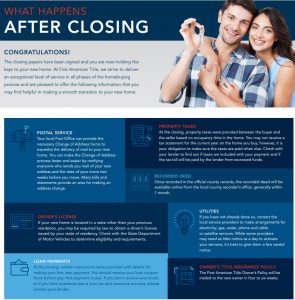 WHAT HAPPENS
AFTER CLOSING
CONGRATULATIONS!
The closing papers have been signed and you are now holding the
keys to your new home. At First American Title, we strive to deliver
an exceptional level of service in all phases of the homebuying
process and are pleased to offer the following information that you
may find helpful in making a smooth transition to your new home.
POSTAL SERVICE
Your local Post Office can provide the
necessary Change of Address forms to
expedite the delivery of mail to your new
home. You can make the Change of Address
process faster and easier by notifying
everyone who sends you mail of your new
address and the date of your move two
weeks before you move. Many bills and
statements provide an area for making an
address change.
DRIVER'S LICENSE
If your new home is located in a state other than your previous
residence, you may be required by law to obtain a driver's license
issued by your state of residency. Check with the State Department
of Motor Vehicles to determine eligibility and requirements.
LOAN PAYMENTS
At the closing, written instructions were provided with details for
making your first loan payment. You should receive your loan coupon
book before your first payment is due. If you don't receive your book,
or if you have questions about your tax and insurance escrows, please
contact your lender.
PROPERTY TAXES
At the closing, property taxes were prorated between the buyer and
the seller based on occupancy time in the home. You may not receive a
tax statement for the current year on the home you buy; however, it is
your obligation to make sure the taxes are paid when due. Check with
your lender to find out if taxes are included with your payment and if
the tax bill will be paid by the lender from escrowed funds.
RECORDED DEED
Once recorded in the official county records, the recorded deed will be
available online from the local county recorder's office, generally within
1 month.
UTILITIES
If you have not already done so, contact the
local service providers to make arrangements for
electricity, gas, water, phone and cable
or satellite services. While some providers
may need as little notice as a day to activate
your services, it's best to give them a few weeks'
notice.
OWNER'S TITLE INSURANCE POLICY
The First American Title Owner's Policy will be
mailed to the new owner in four to six weeks.